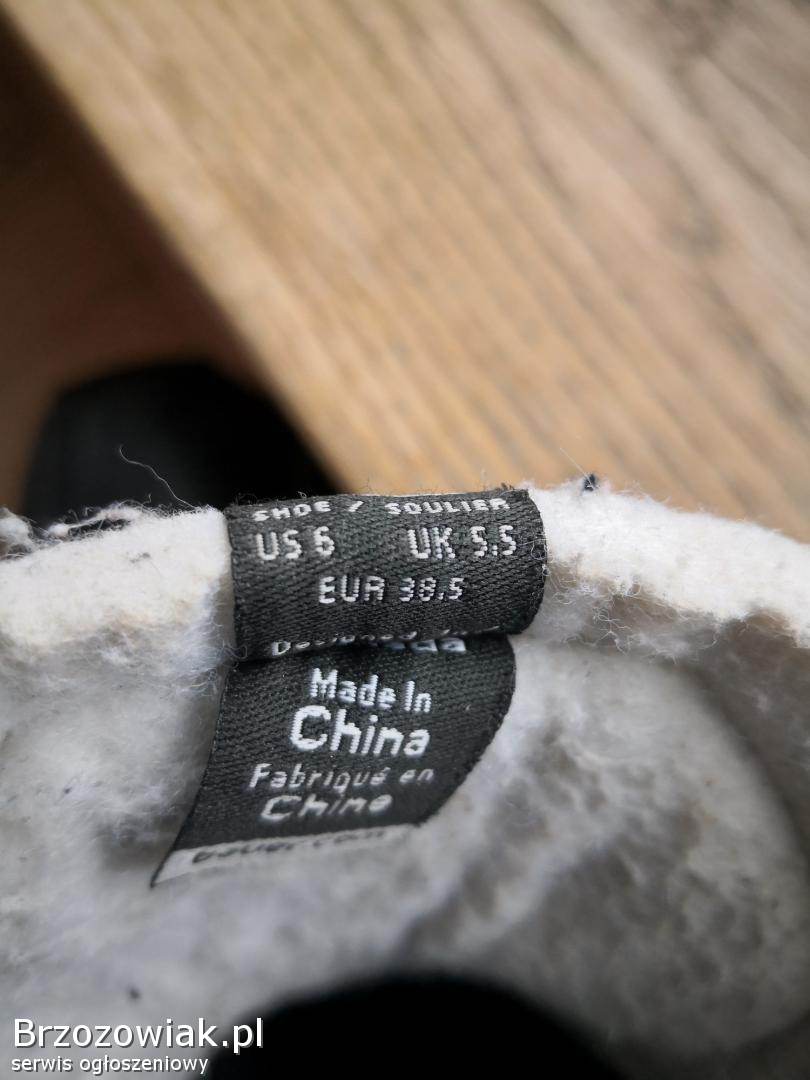 SHOE / SOULIER
US 6 UK 5.5
EUR 38.5
Designed
Made In
China
Fabriqué en
Chine
Brzozowiak.pl
serwis ogłoszeniowy